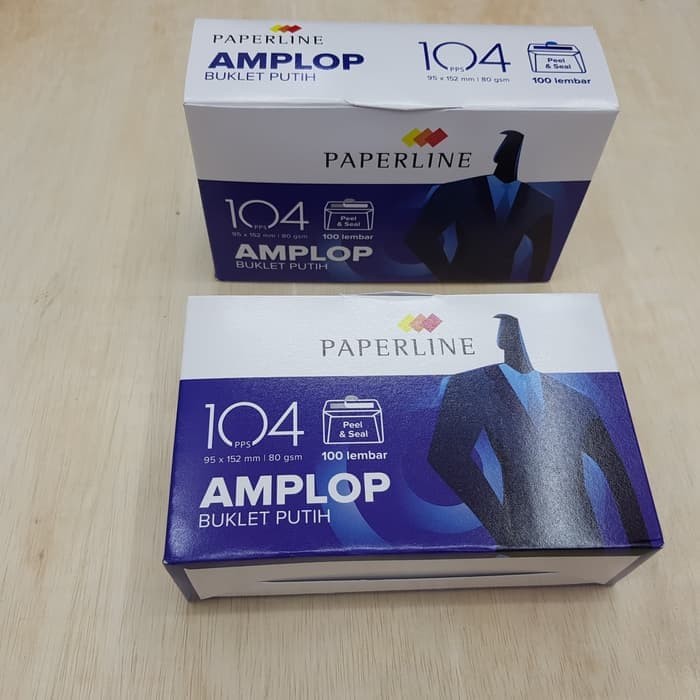 PAPERLINE
AMPLOP
BUKLET PUTIH
104
PPS
95 x 152 mm | 80 gsm
Peel
& Seal
100 lembar
PAPERLINE
104
PPS
95 x 152 mm | 80 gsm
Peel
& Seal
100 lembar
AMPLOP
BUKLET PUTIH
PAPERLINE
104
PPS
95 x 152 mm | 80 gsm
Peel
& Seal
100 lembar
AMPLOP
BUKLET PUTIH